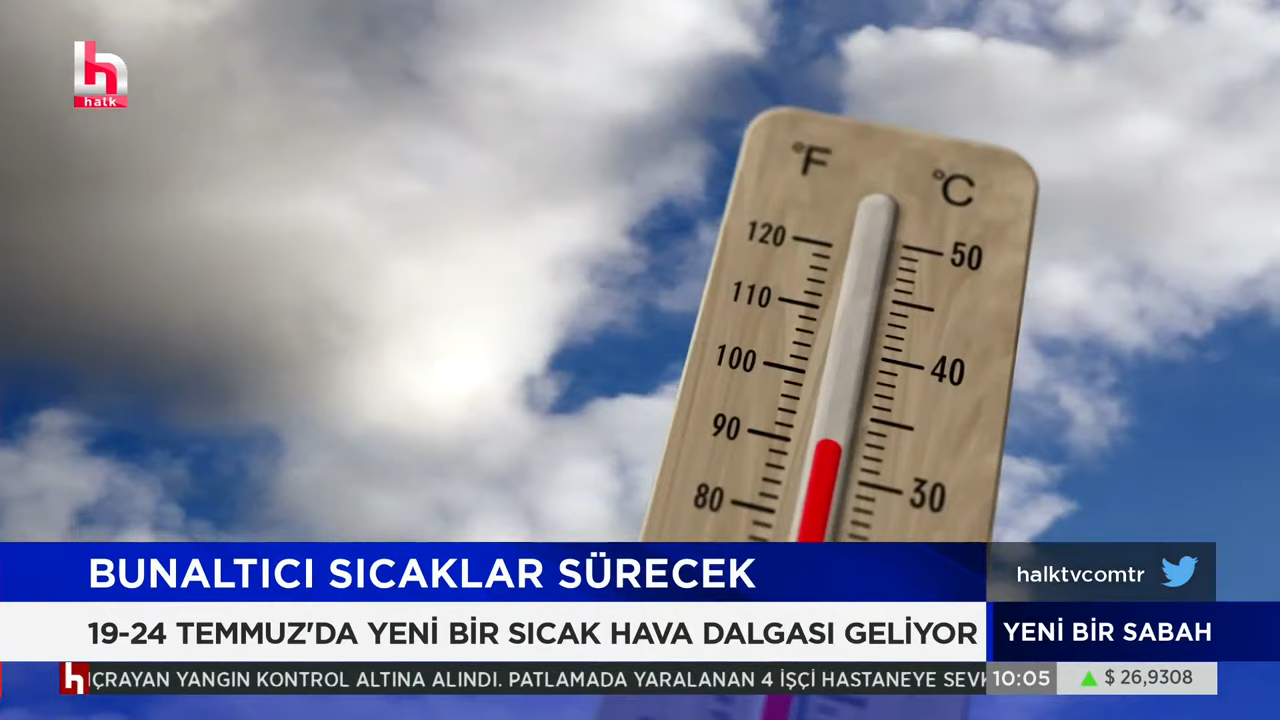 halk
°F
°C
120
50
110
100
40
90
80
30
BUNALTICI SICAKLAR SÜRECEK
halktvcomtr
19-24 TEMMUZ'DA YENİ BİR SICAK HAVA DALGASI GELİYOR
YENİ BİR SABAH
IÇRAYAN YANGIN KONTROL ALTINA ALINDI. PATLAMADA YARALANAN 4 İŞÇİ HASTANEYE SEVK
10:05
$ 26,9308